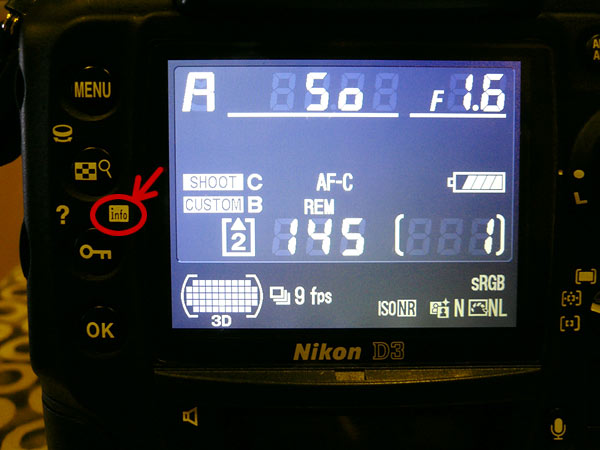 MENU
?
info
OK
A 50 F 1.6
SHOOT C AF-C
CUSTOM B REM
2 145 ( 1)
sRGB
9 fps
3D
ISO NR N NL
Nikon D3
L